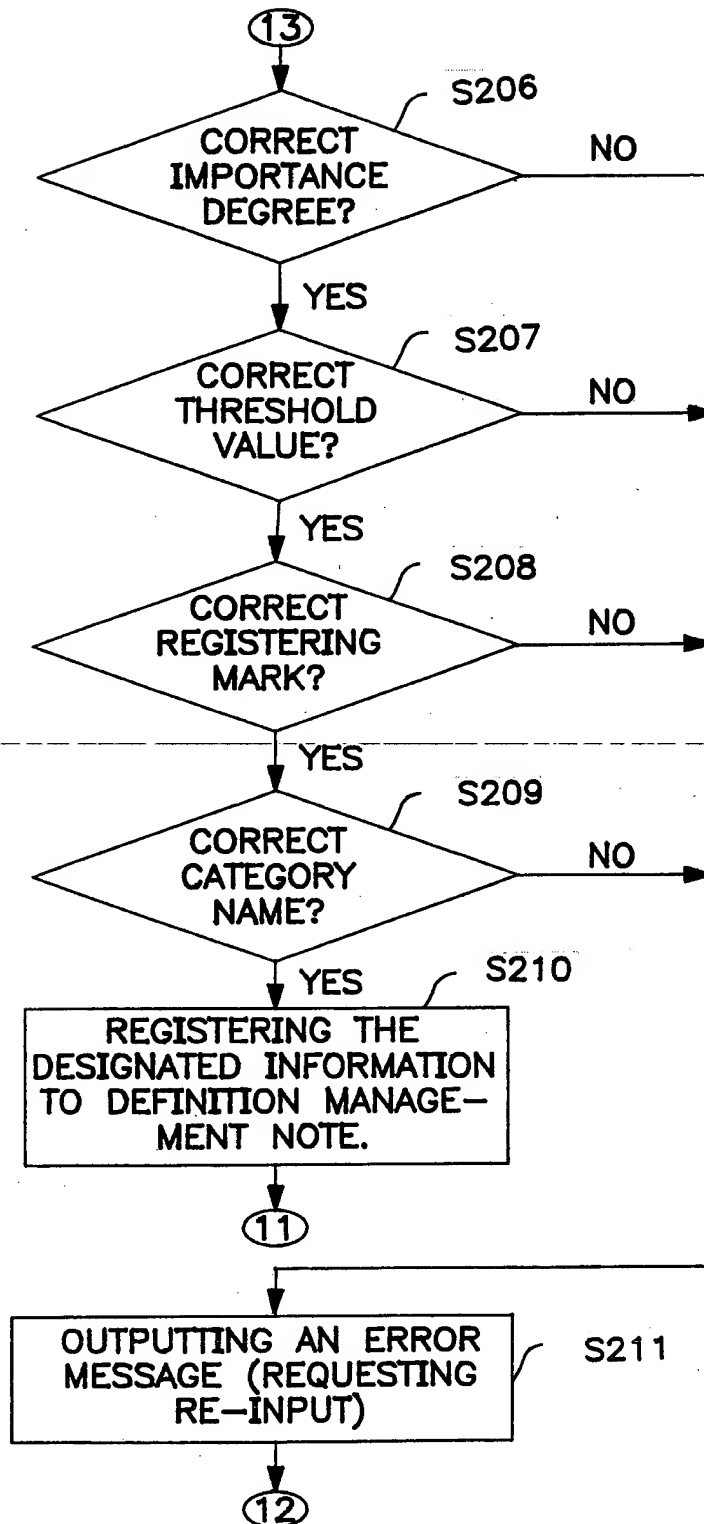 13
S206
CORRECT
IMPORTANCE
DEGREE?
NO
YES
S207
CORRECT
THRESHOLD
VALUE?
NO
YES
S208
CORRECT
REGISTERING
MARK?
NO
YES
S209
CORRECT
CATEGORY
NAME?
NO
YES
S210
REGISTERING THE
DESIGNATED INFORMATION
TO DEFINITION MANAGE-
MENT NOTE.
11
OUTPUTTING AN ERROR
MESSAGE (REQUESTING
RE-INPUT)
S211
12